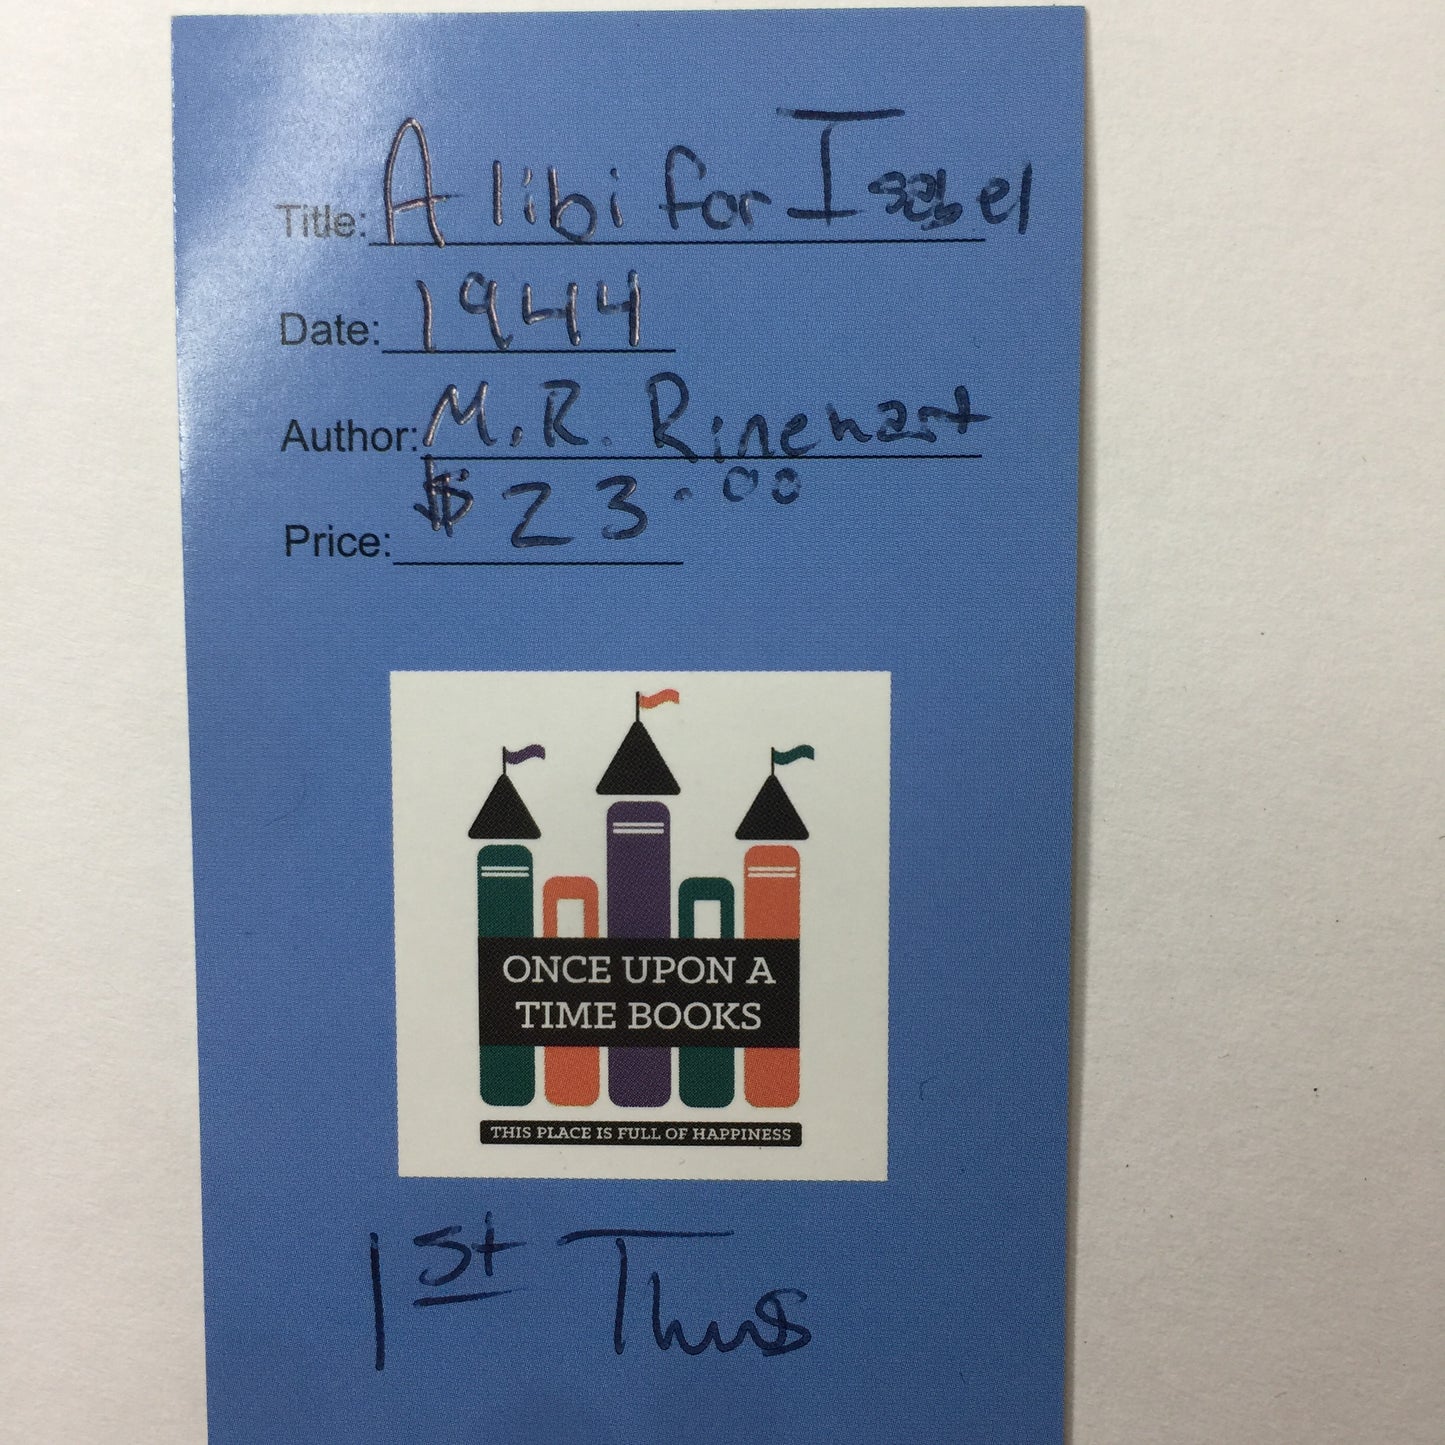 Title: Alibi for Isabel
Date: 1944
Author: M. R. Rinehart
Price: $23.00
ONCE UPON A
TIME BOOKS
THIS PLACE IS FULL OF HAPPINESS
1st Thus